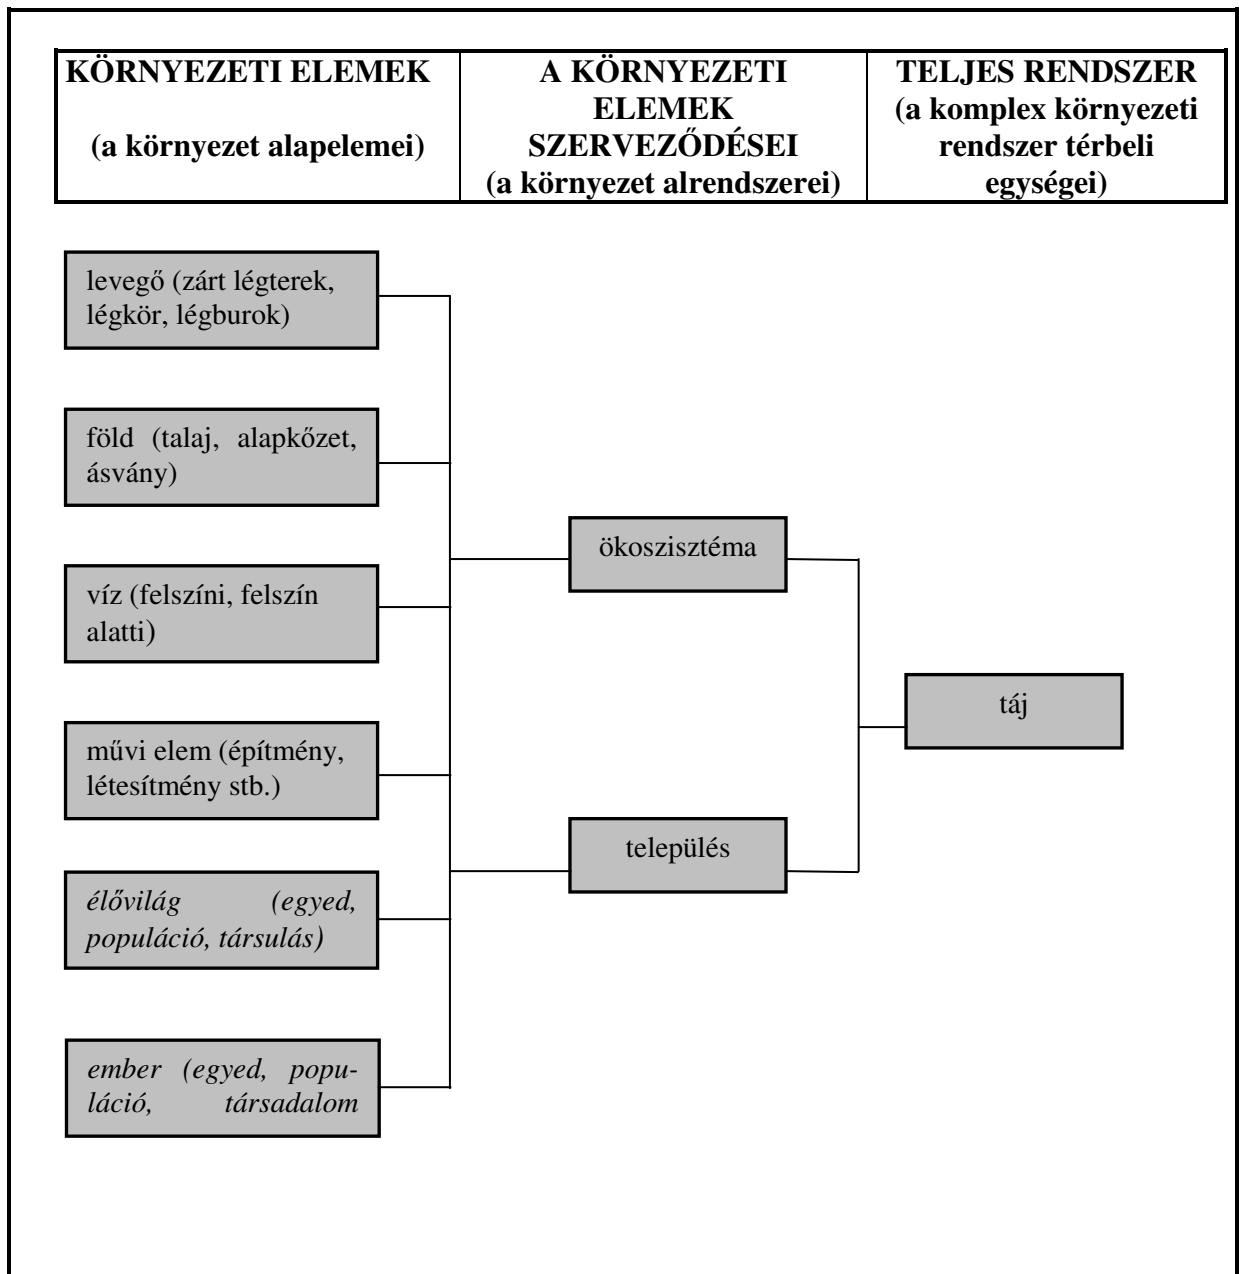 KÖRNYEZETI ELEMEK
(a környezet alapelemei)
A KÖRNYEZETI
ELEMEK
SZERVEZŐDÉSEI
(a környezet alrendszerei)
TELJES RENDSZER
(a komplex környezeti
rendszer térbeli
egységei)
levegő (zárt légterek,
légkör, légburok)
föld (talaj, alapkőzet,
ásvány)
víz (felszíni, felszín
alatti)
művi elem (építmény,
létesítmény stb.)
élővilág (egyed,
populáció, társulás)
ember (egyed, popu-
láció, társadalom
ökoszisztéma
település
táj